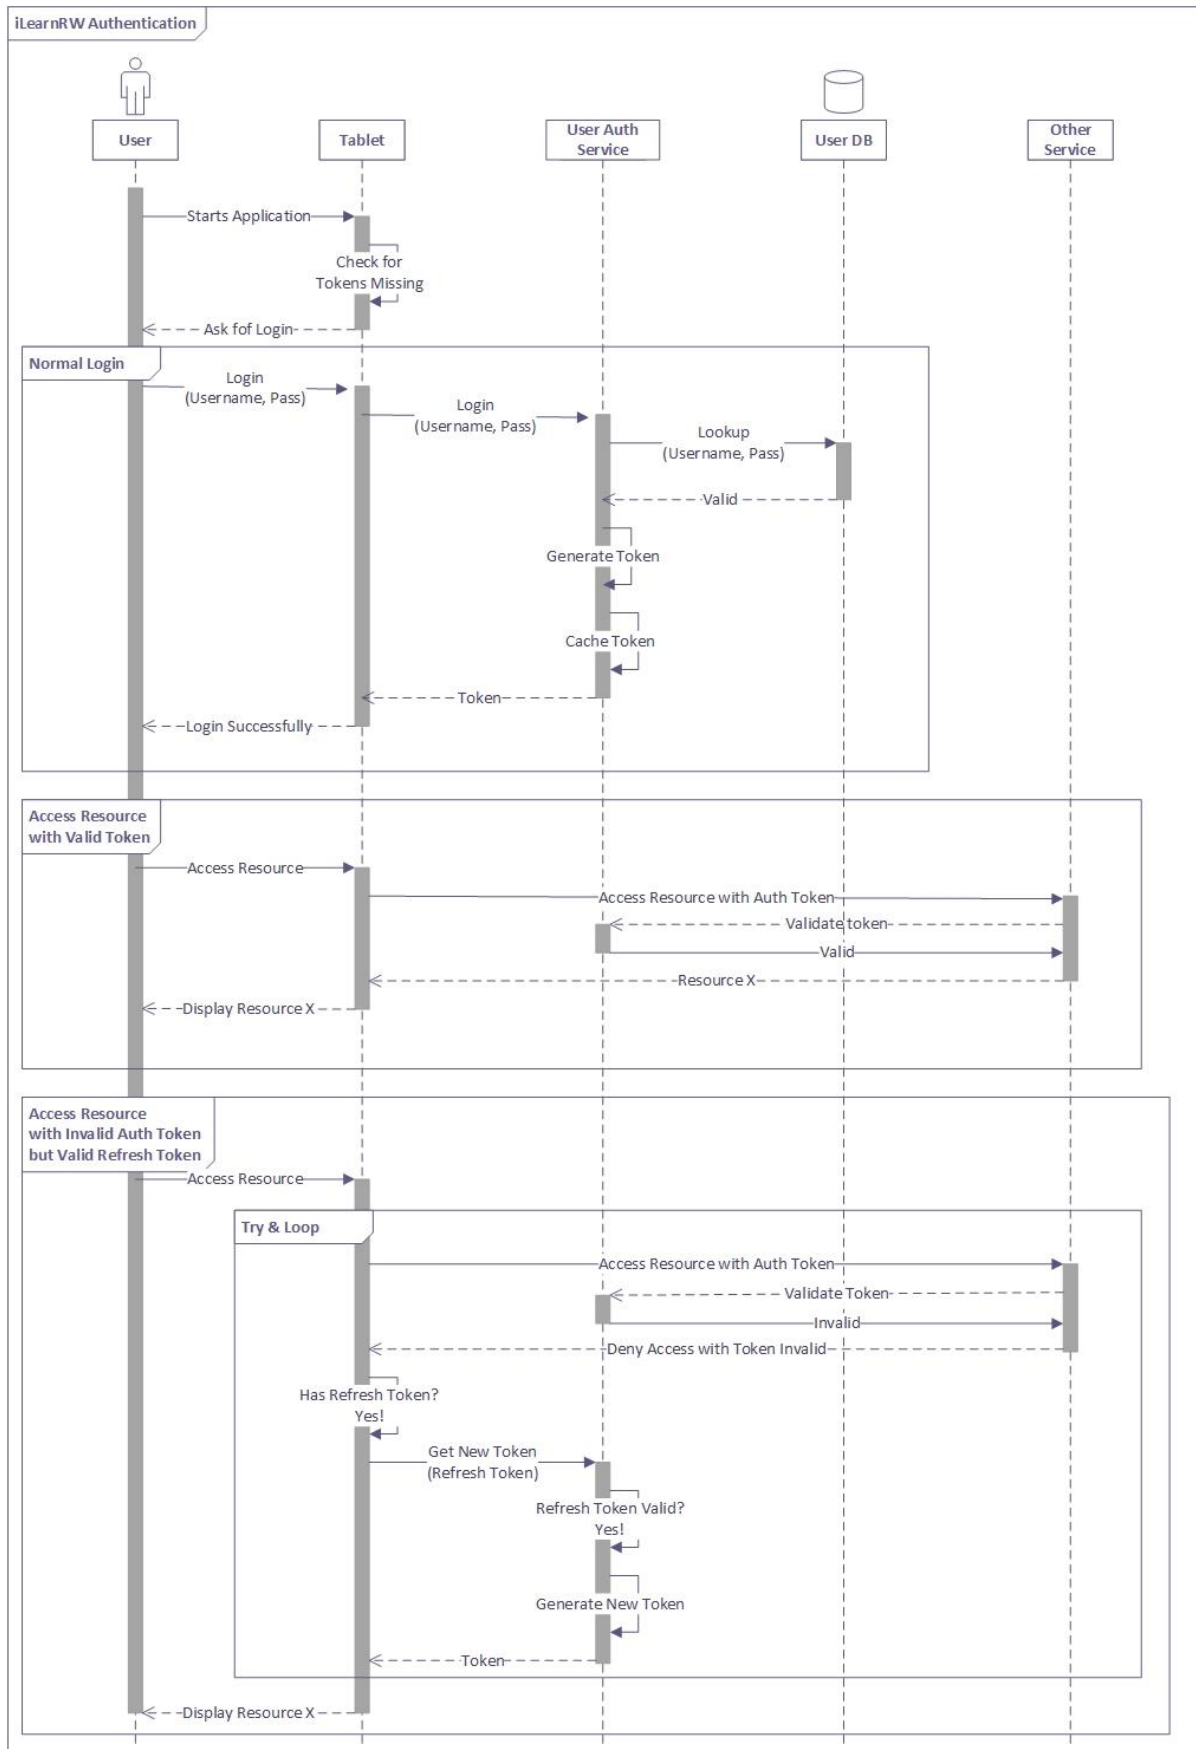 iLearnRW Authentication
User
Tablet
User Auth
Service
User DB
Other
Service
Starts Application
Check for
Tokens Missing
Ask fof Login
Normal Login
Login
(Username, Pass)
Login
(Username, Pass)
Lookup
(Username, Pass)
Valid
Generate Token
Cache Token
Token
Login Successfully
Access Resource
with Valid Token
Access Resource
Access Resource with Auth Token
Validate token
Valid
Resource X
Display Resource X
Access Resource
with Invalid Auth Token
but Valid Refresh Token
Access Resource
Try & Loop
Access Resource with Auth Token
Validate Token
Invalid
Deny Access with Token Invalid
Has Refresh Token?
Yes!
Get New Token
(Refresh Token)
Refresh Token Valid?
Yes!
Generate New Token
Token
Display Resource X